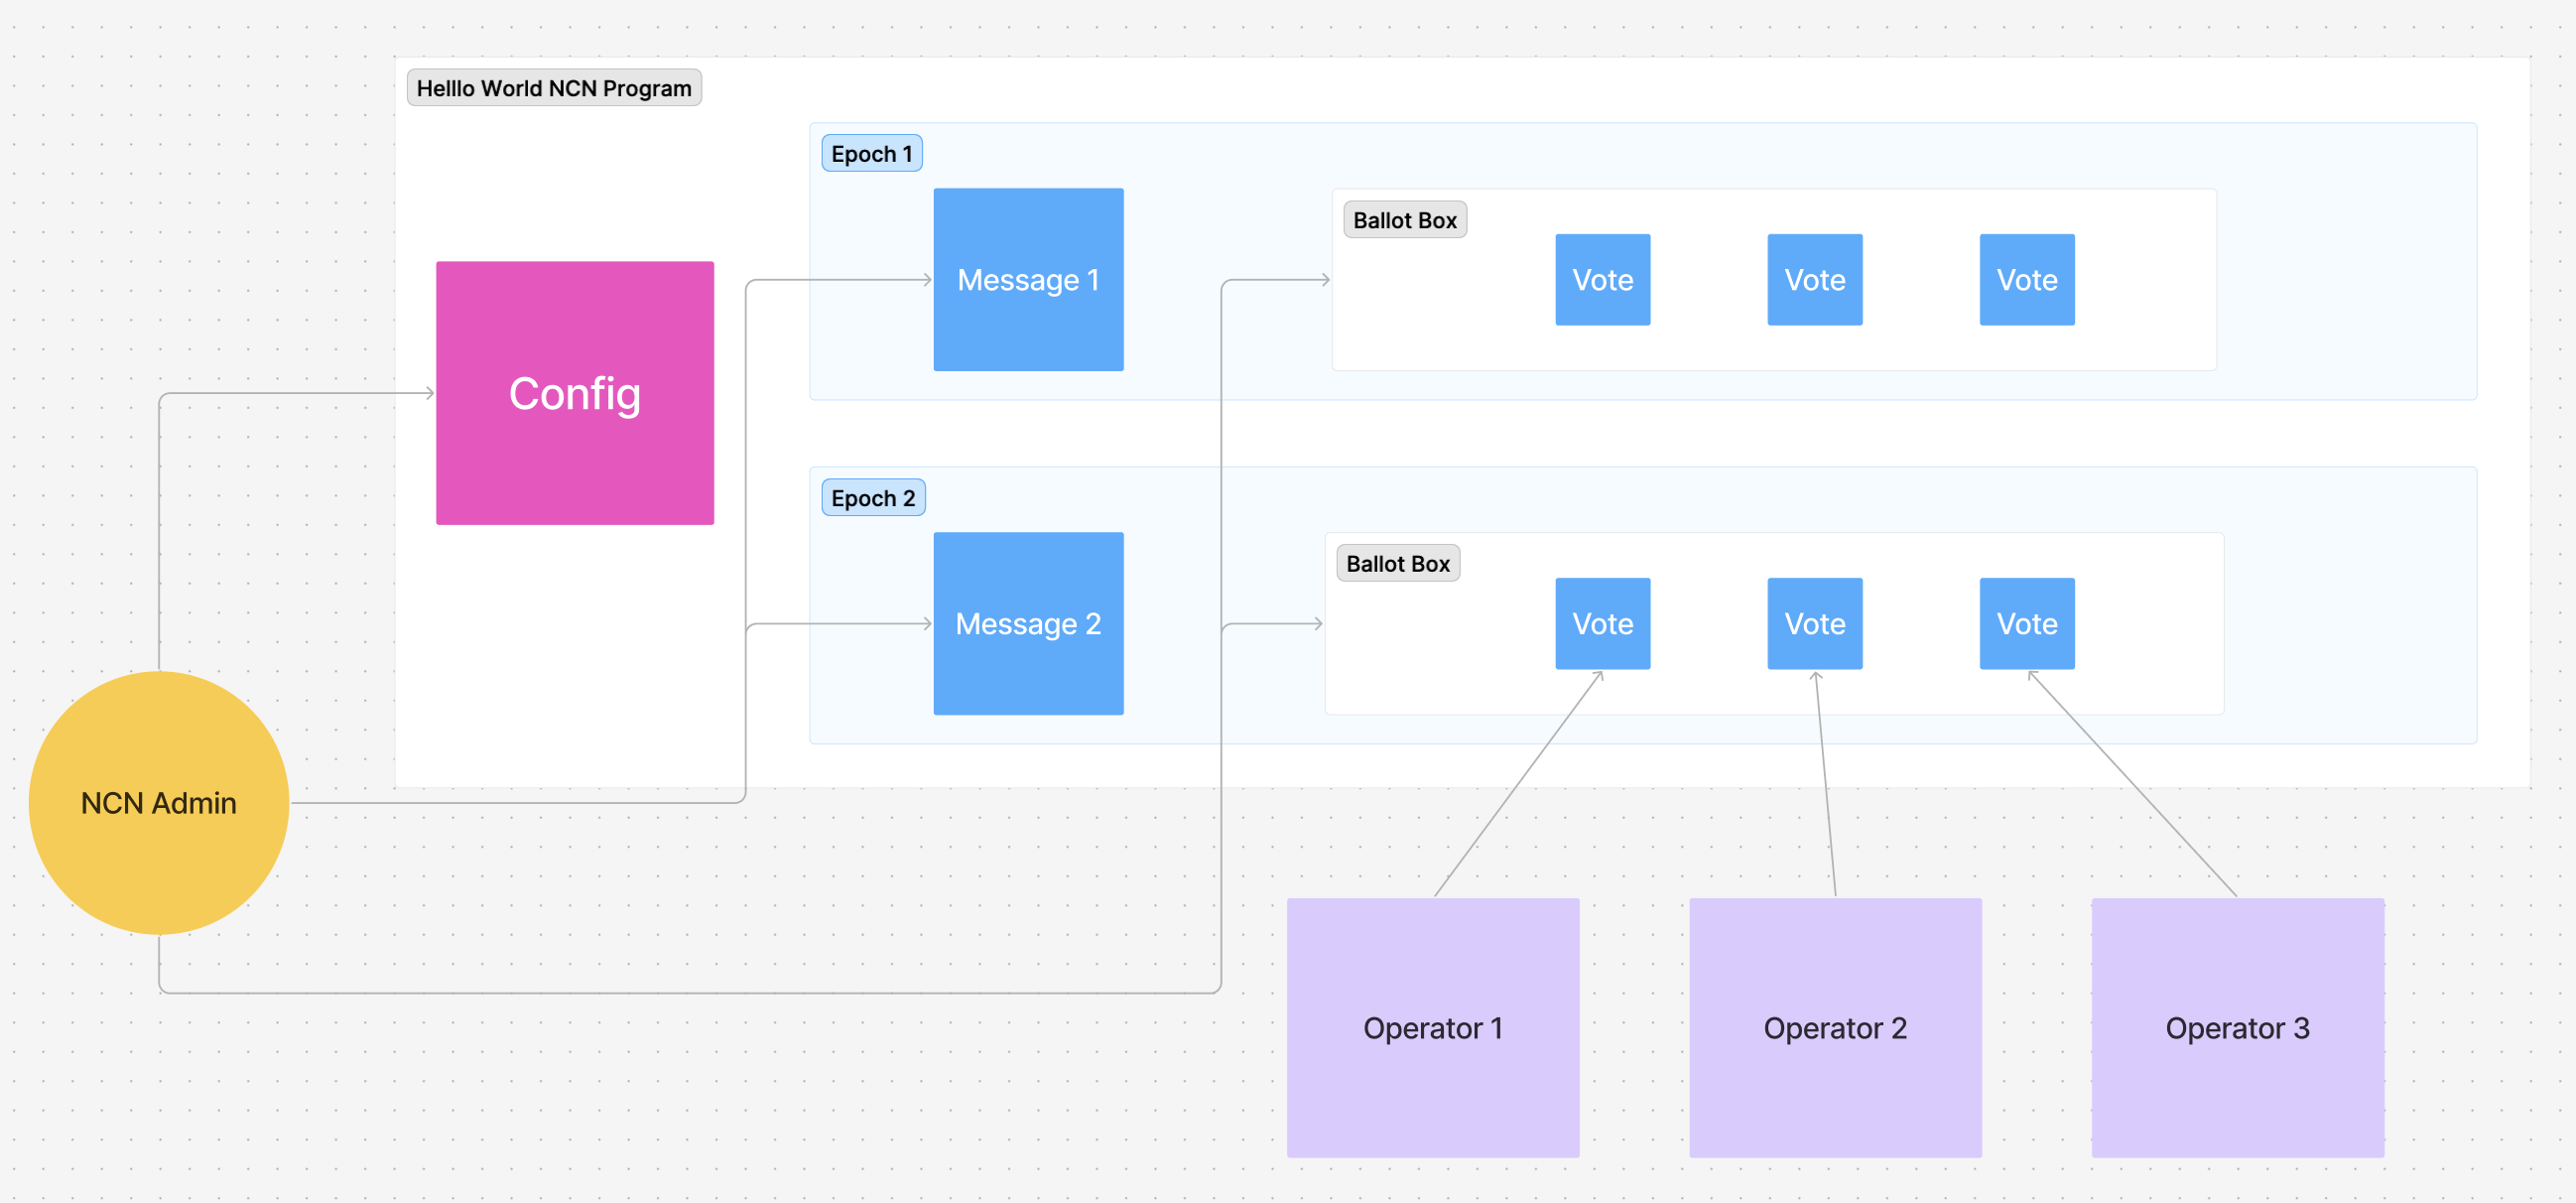 Helllo World NCN Program
Epoch 1
Message 1
Ballot Box
Vote
Vote
Vote
Config
Epoch 2
Message 2
Ballot Box
Vote
Vote
Vote
NCN Admin
Operator 1
Operator 2
Operator 3